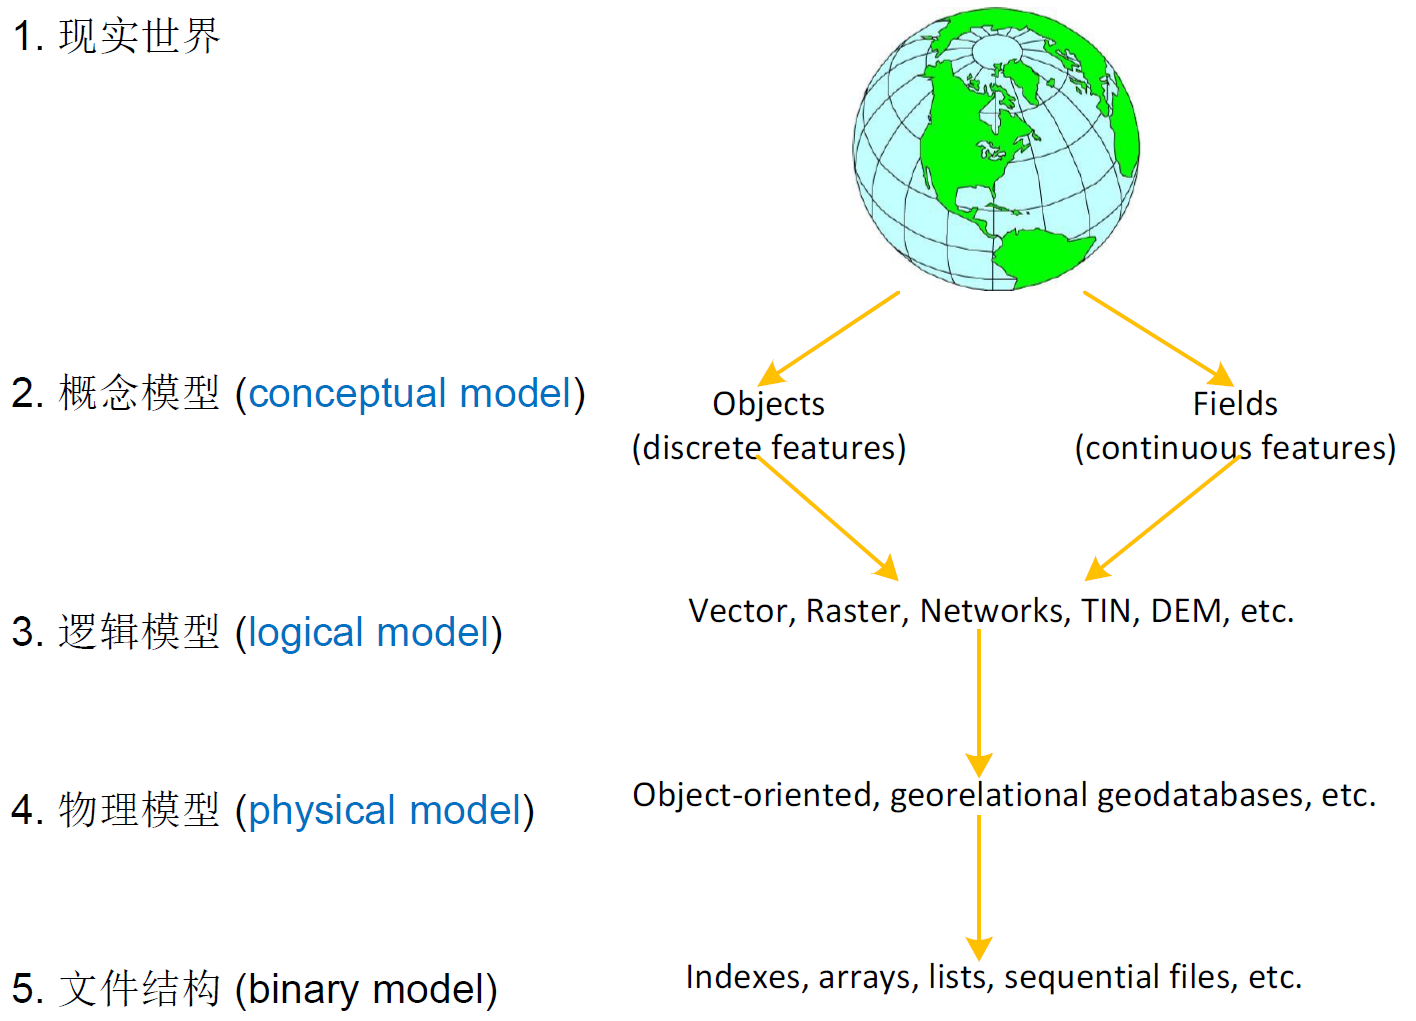 1. 现实世界
2. 概念模型 (conceptual model)
Objects
(discrete features)
Fields
(continuous features)
3. 逻辑模型 (logical model)
Vector, Raster, Networks, TIN, DEM, etc.
4. 物理模型 (physical model)
Object-oriented, georelational geodatabases, etc.
5. 文件结构 (binary model)
Indexes, arrays, lists, sequential files, etc.